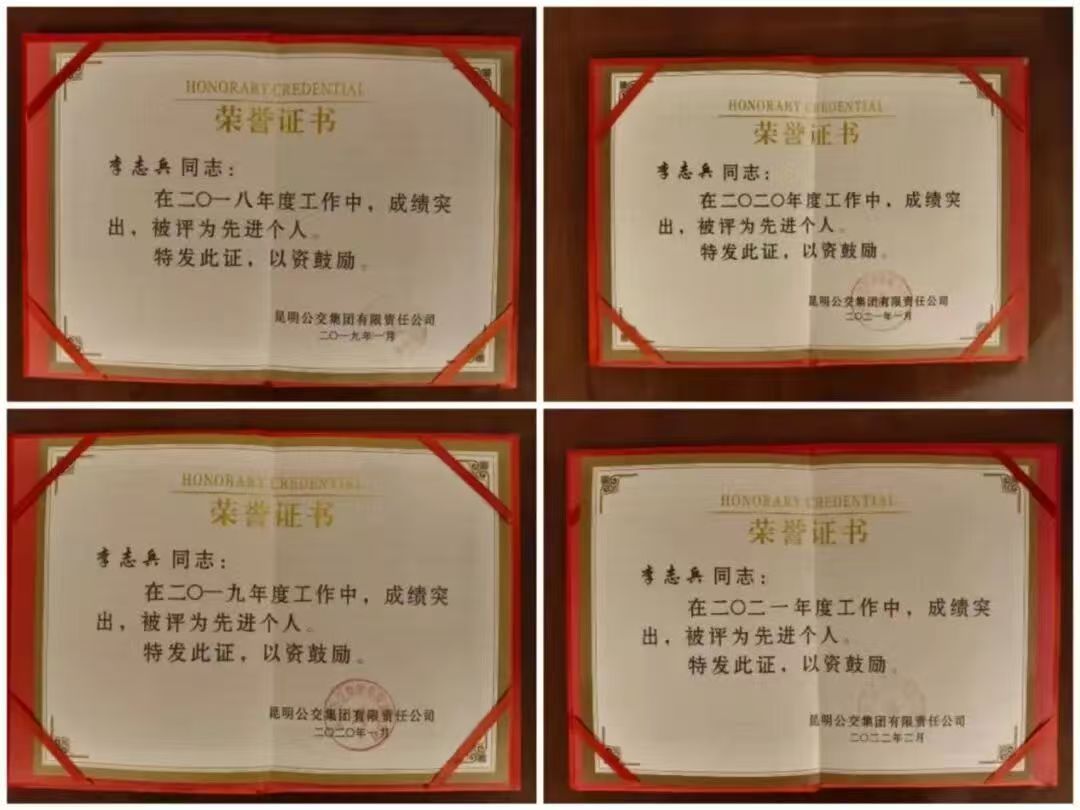 HONORARY CREDENTIAL
荣誉证书
李志兵同志：
在二〇一八年度工作中，成绩突
出，被评为先进个人。
特发此证，以资鼓励。
昆明公交集团有限责任公司
二〇一九年一月
HONORARY CREDENTIAL
荣誉证书
李志兵同志：
在二〇二〇年度工作中，成绩突
出，被评为先进个人。
特发此证，以资鼓励。
昆明公交集团有限责任公司
二〇二一年一月
HONORARY CREDENTIAL
荣誉证书
李志兵同志：
在二〇一九年度工作中，成绩突
出，被评为先进个人。
特发此证，以资鼓励。
昆明公交集团有限责任公司
二〇二〇年一月
HONORARY CREDENTIAL
荣誉证书
李志兵同志：
在二〇二一年度工作中，成绩突
出，被评为先进个人。
特发此证，以资鼓励。
昆明公交集团有限责任公司
二〇二二年二月